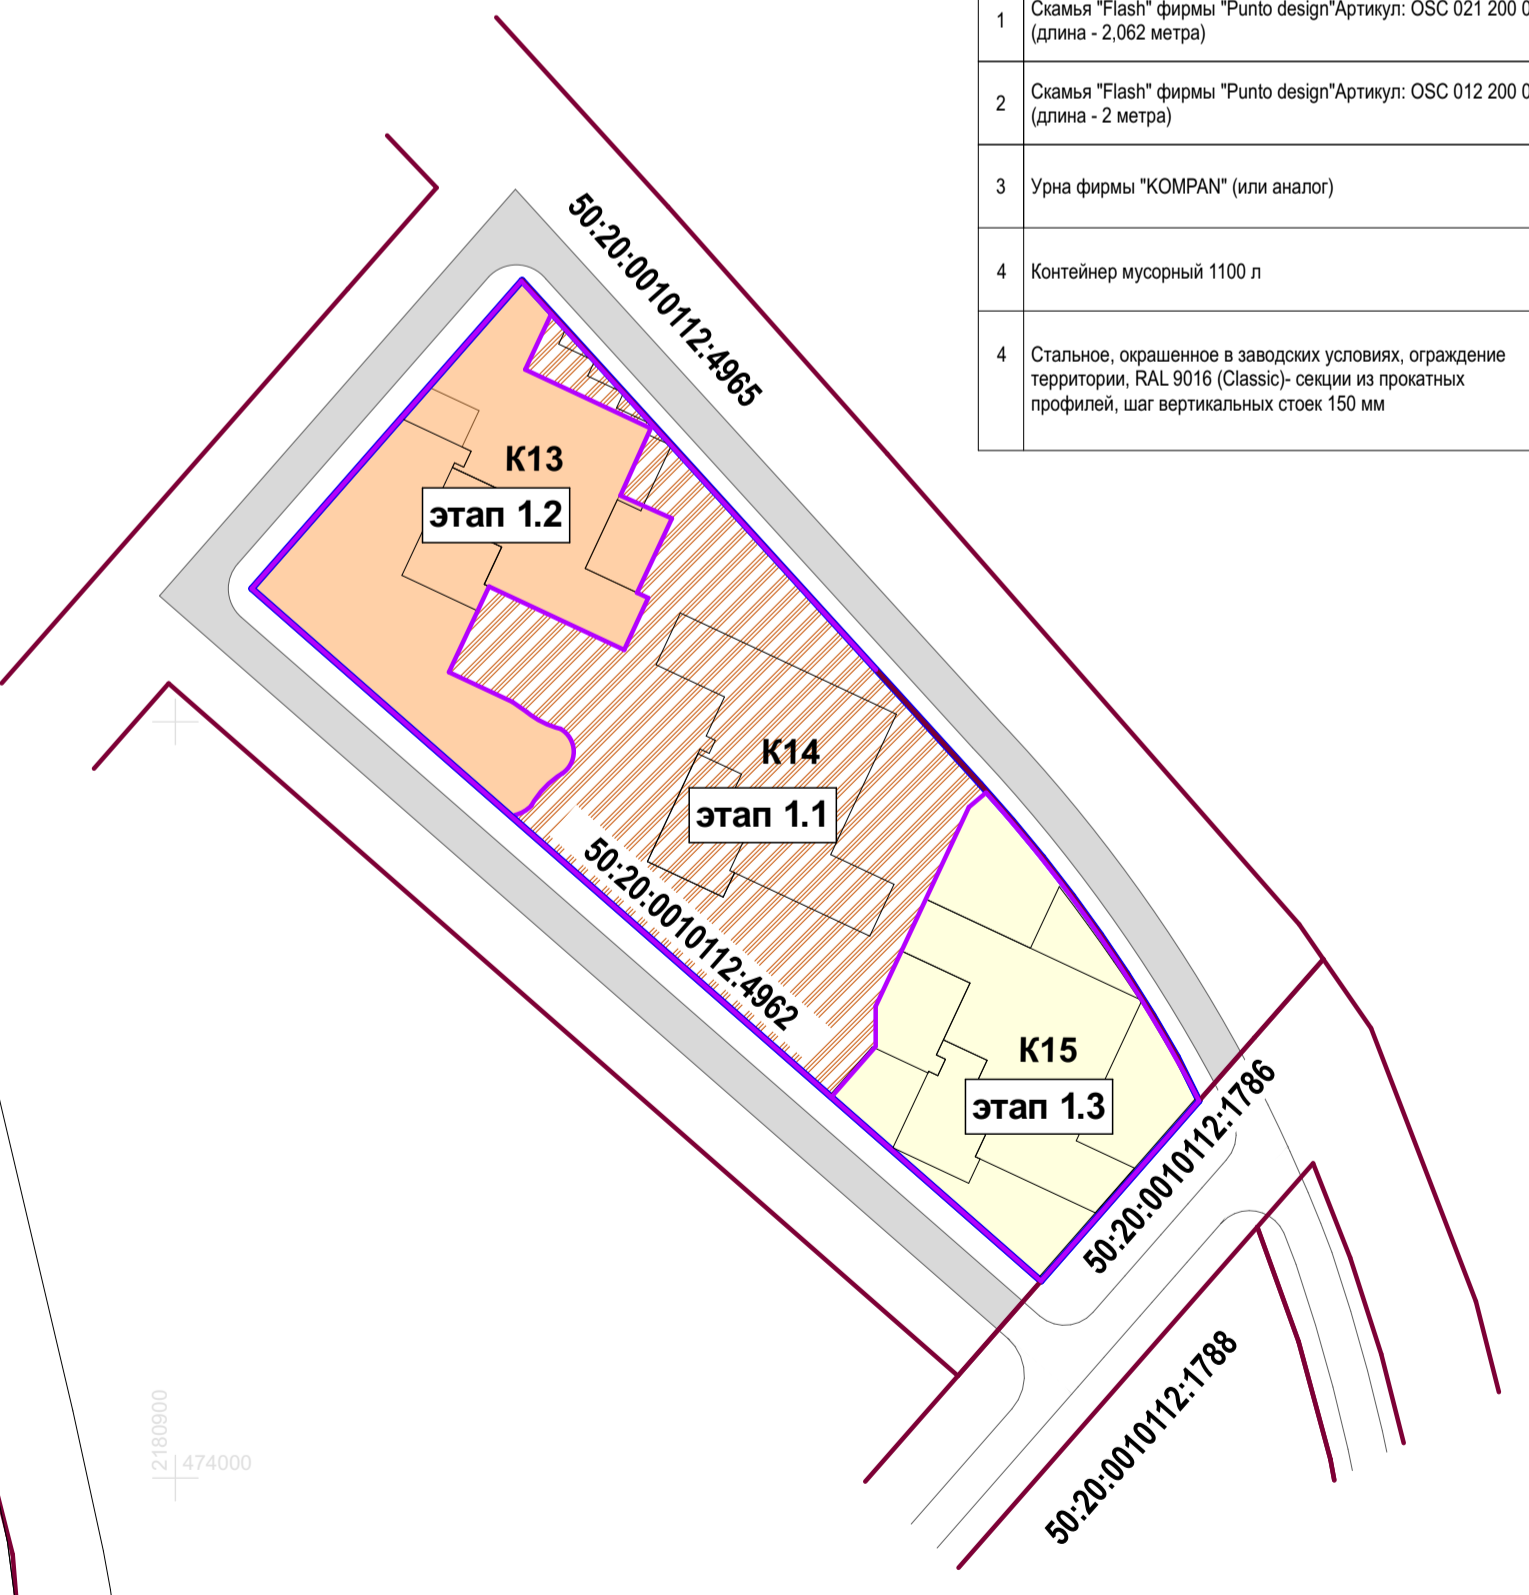 1
Скамья "Flash" фирмы "Punto design"Артикул: OSC 021 200 0
(длина - 2,062 метра)
2
Скамья "Flash" фирмы "Punto design"Артикул: OSC 012 200 0
(длина - 2 метра)
3
Урна фирмы "KOMPAN" (или аналог)
4
Контейнер мусорный 1100 л
4
Стальное, окрашенное в заводских условиях, ограждение
территории, RAL 9016 (Classic)- секции из прокатных
профилей, шаг вертикальных стоек 150 мм
50:20:0010112:4965
К13
этап 1.2
К14
этап 1.1
50:20:0010112:4962
К15
этап 1.3
50:20:0010112:1786
50:20:0010112:1788
2180900
474000